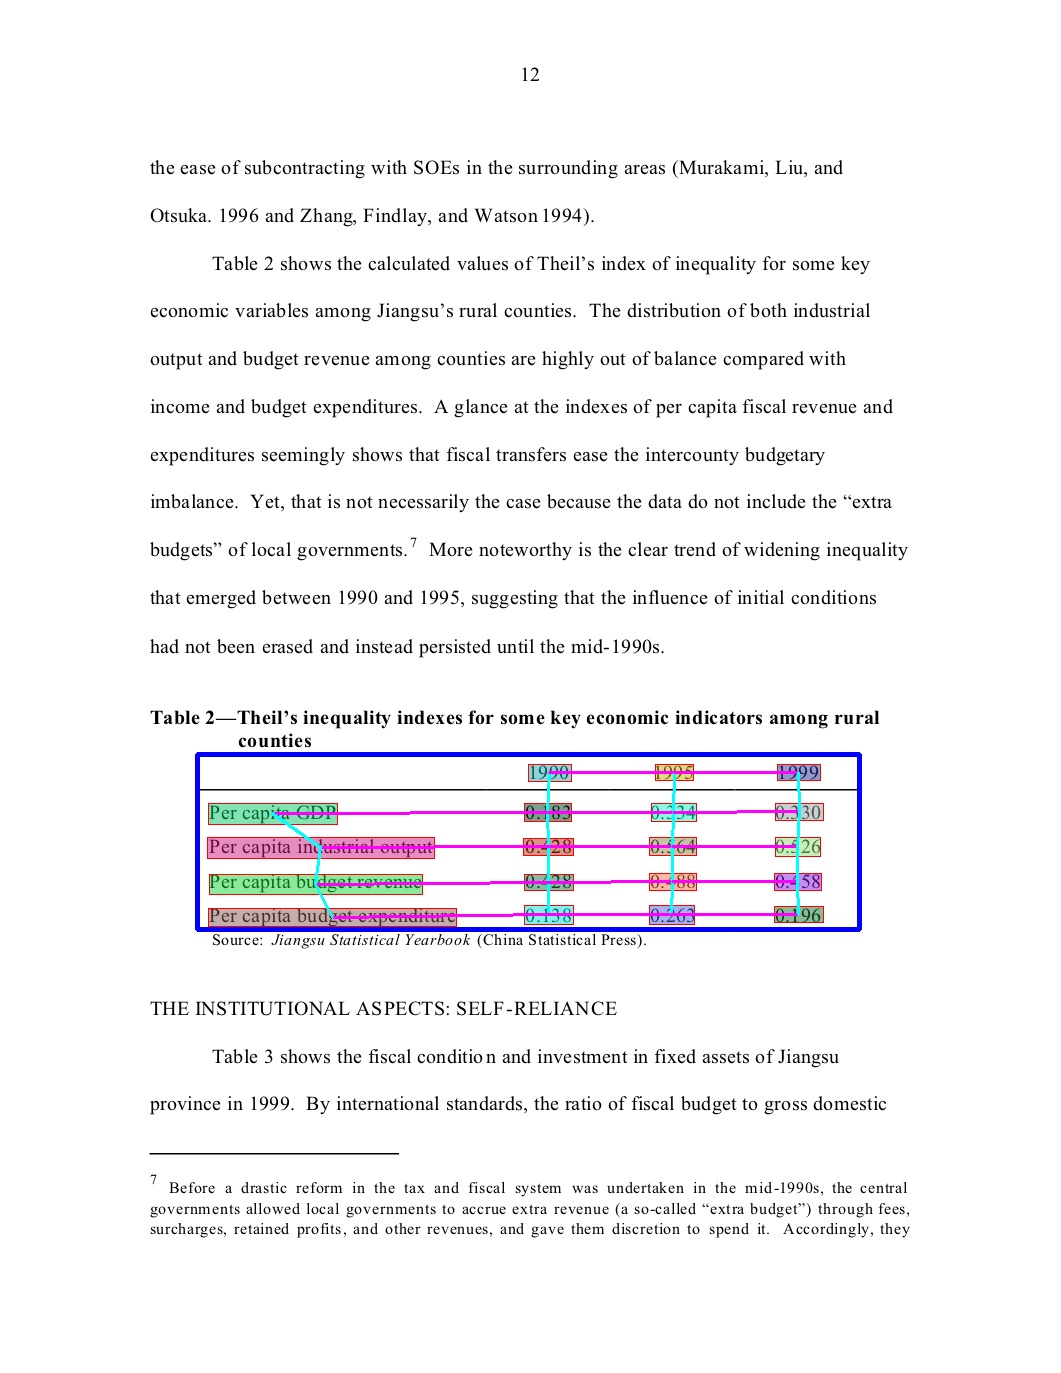 12
the ease of subcontracting with SOEs in the surrounding areas (Murakami, Liu, and
Otsuka. 1996 and Zhang, Findlay, and Watson 1994).
Table 2 shows the calculated values of Theil’s index of inequality for some key
economic variables among Jiangsu’s rural counties.  The distribution of both industrial
output and budget revenue among counties are highly out of balance compared with
income and budget expenditures.  A glance at the indexes of per capita fiscal revenue and
expenditures seemingly shows that fiscal transfers ease the intercounty budgetary
imbalance.  Yet, that is not necessarily the case because the data do not include the “extra
budgets” of local governments.7  More noteworthy is the clear trend of widening inequality
that emerged between 1990 and 1995, suggesting that the influence of initial conditions
had not been erased and instead persisted until the mid-1990s.
Table 2—Theil’s inequality indexes for some key economic indicators among rural
counties
1990 1995 1999
Per capita GDP 0.183 0.330
Per capita industrial output 0.428 0.564 0.526
Per capita budget revenue 0.428 0.488 0.458
Per capita budget expenditure 0.138 0.263 0.196
Source: Jiangsu Statistical Yearbook (China Statistical Press).
THE INSTITUTIONAL ASPECTS: SELF-RELIANCE
Table 3 shows the fiscal condition and investment in fixed assets of Jiangsu
province in 1999.  By international standards, the ratio of fiscal budget to gross domestic
7 Before a drastic reform in the tax and fiscal system was undertaken in the mid-1990s, the central
governments allowed local governments to accrue extra revenue (a so-called “extra budget”) through fees,
surcharges, retained profits, and other revenues, and gave them discretion to spend it.  Accordingly, they